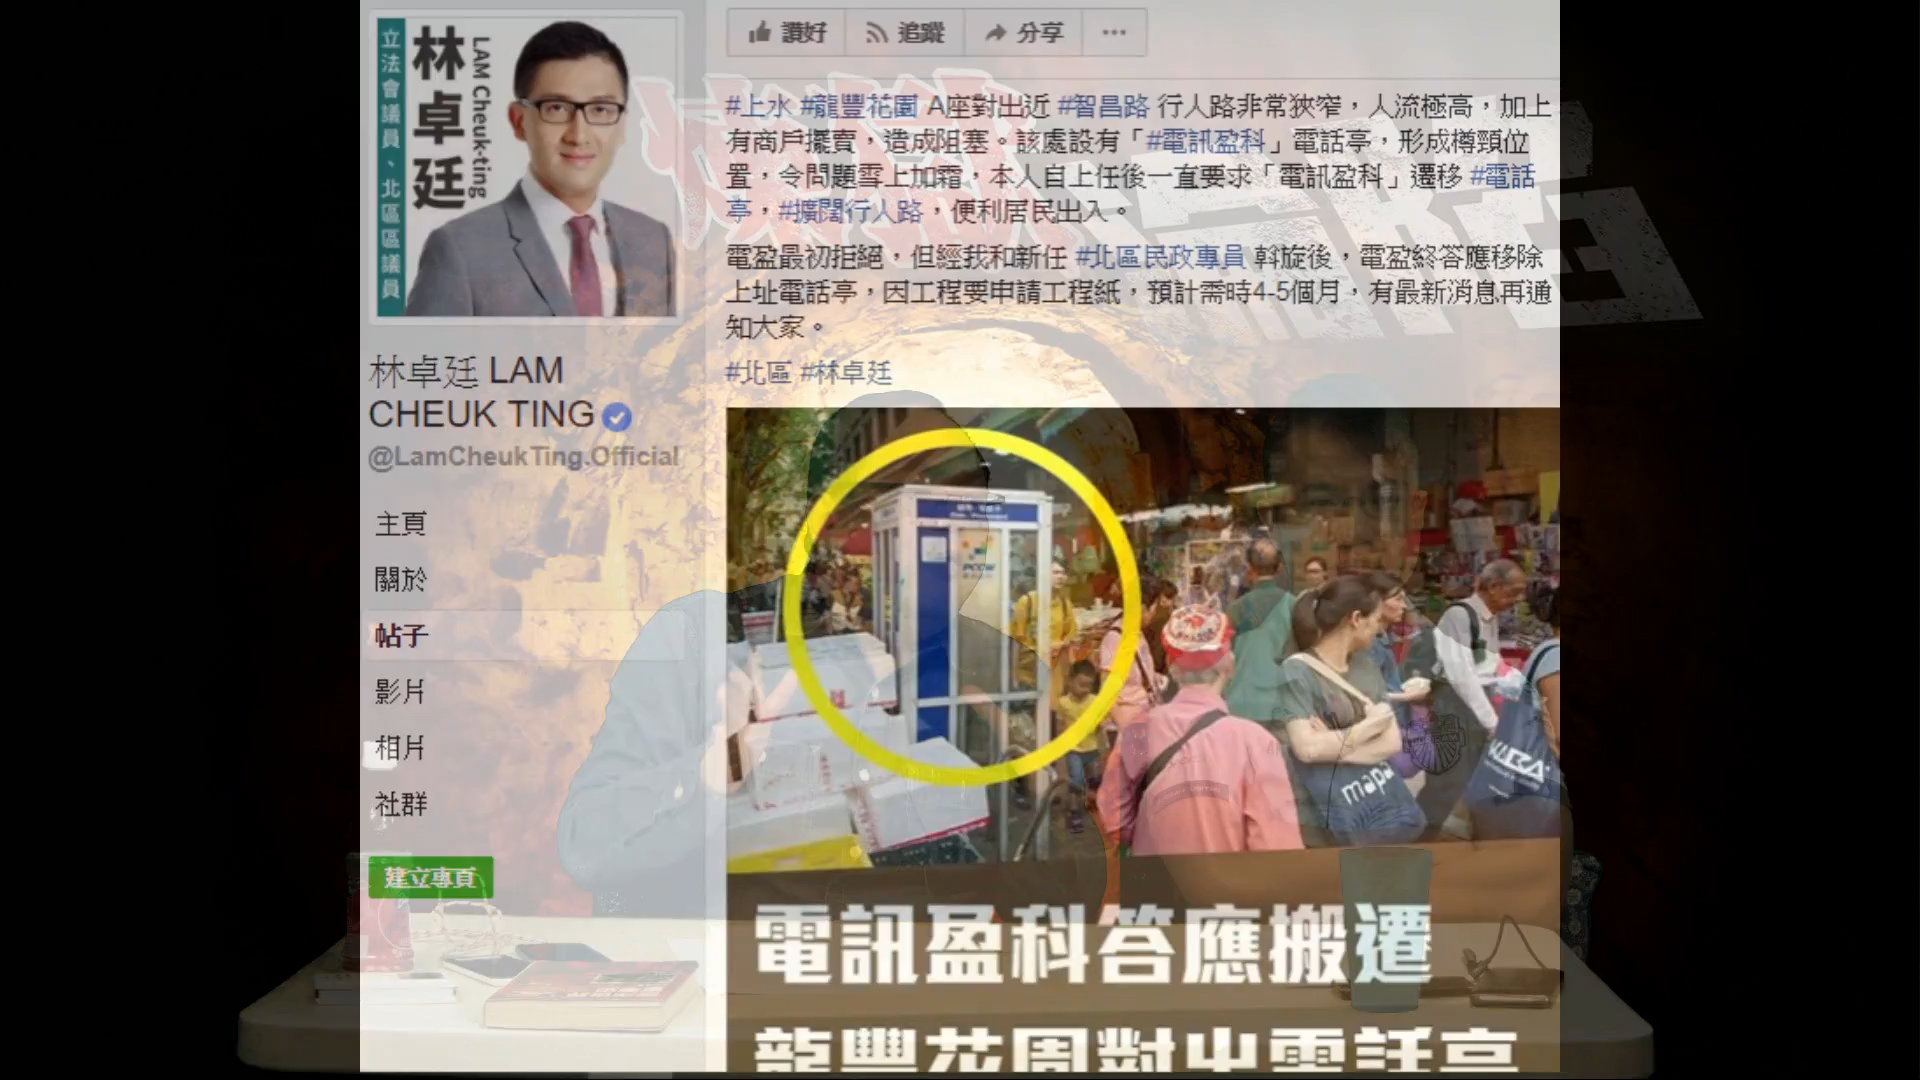 立法會議員、北區區議員
林卓廷
LAM Cheuk-ting
林卓廷 LAM
CHEUK TING
@LamCheukTing.Official
主頁
關於
帖子
影片
相片
社群
建立專頁
讚好 追蹤 分享 ...
#上水 #龍豐花園 A座對出近 #智昌路 行人路非常狹窄，人流極高，加上
有商戶擺賣，造成阻塞。該處設有「#電訊盈科」電話亭，形成樽頸位
置，令問題雪上加霜，本人自上任後一直要求「電訊盈科」遷移 #電話
亭，#擴闊行人路，便利居民出入。
電盈最初拒絕，但經我和新任 #北區民政專員 斡旋後，電盈終答應移除
上址電話亭，因工程要申請工程紙，預計需時4-5個月，有最新消息再通
知大家。
#北區 #林卓廷
PCCW
mapa
電訊盈科答應搬遷
龍豐花園對出電話亭